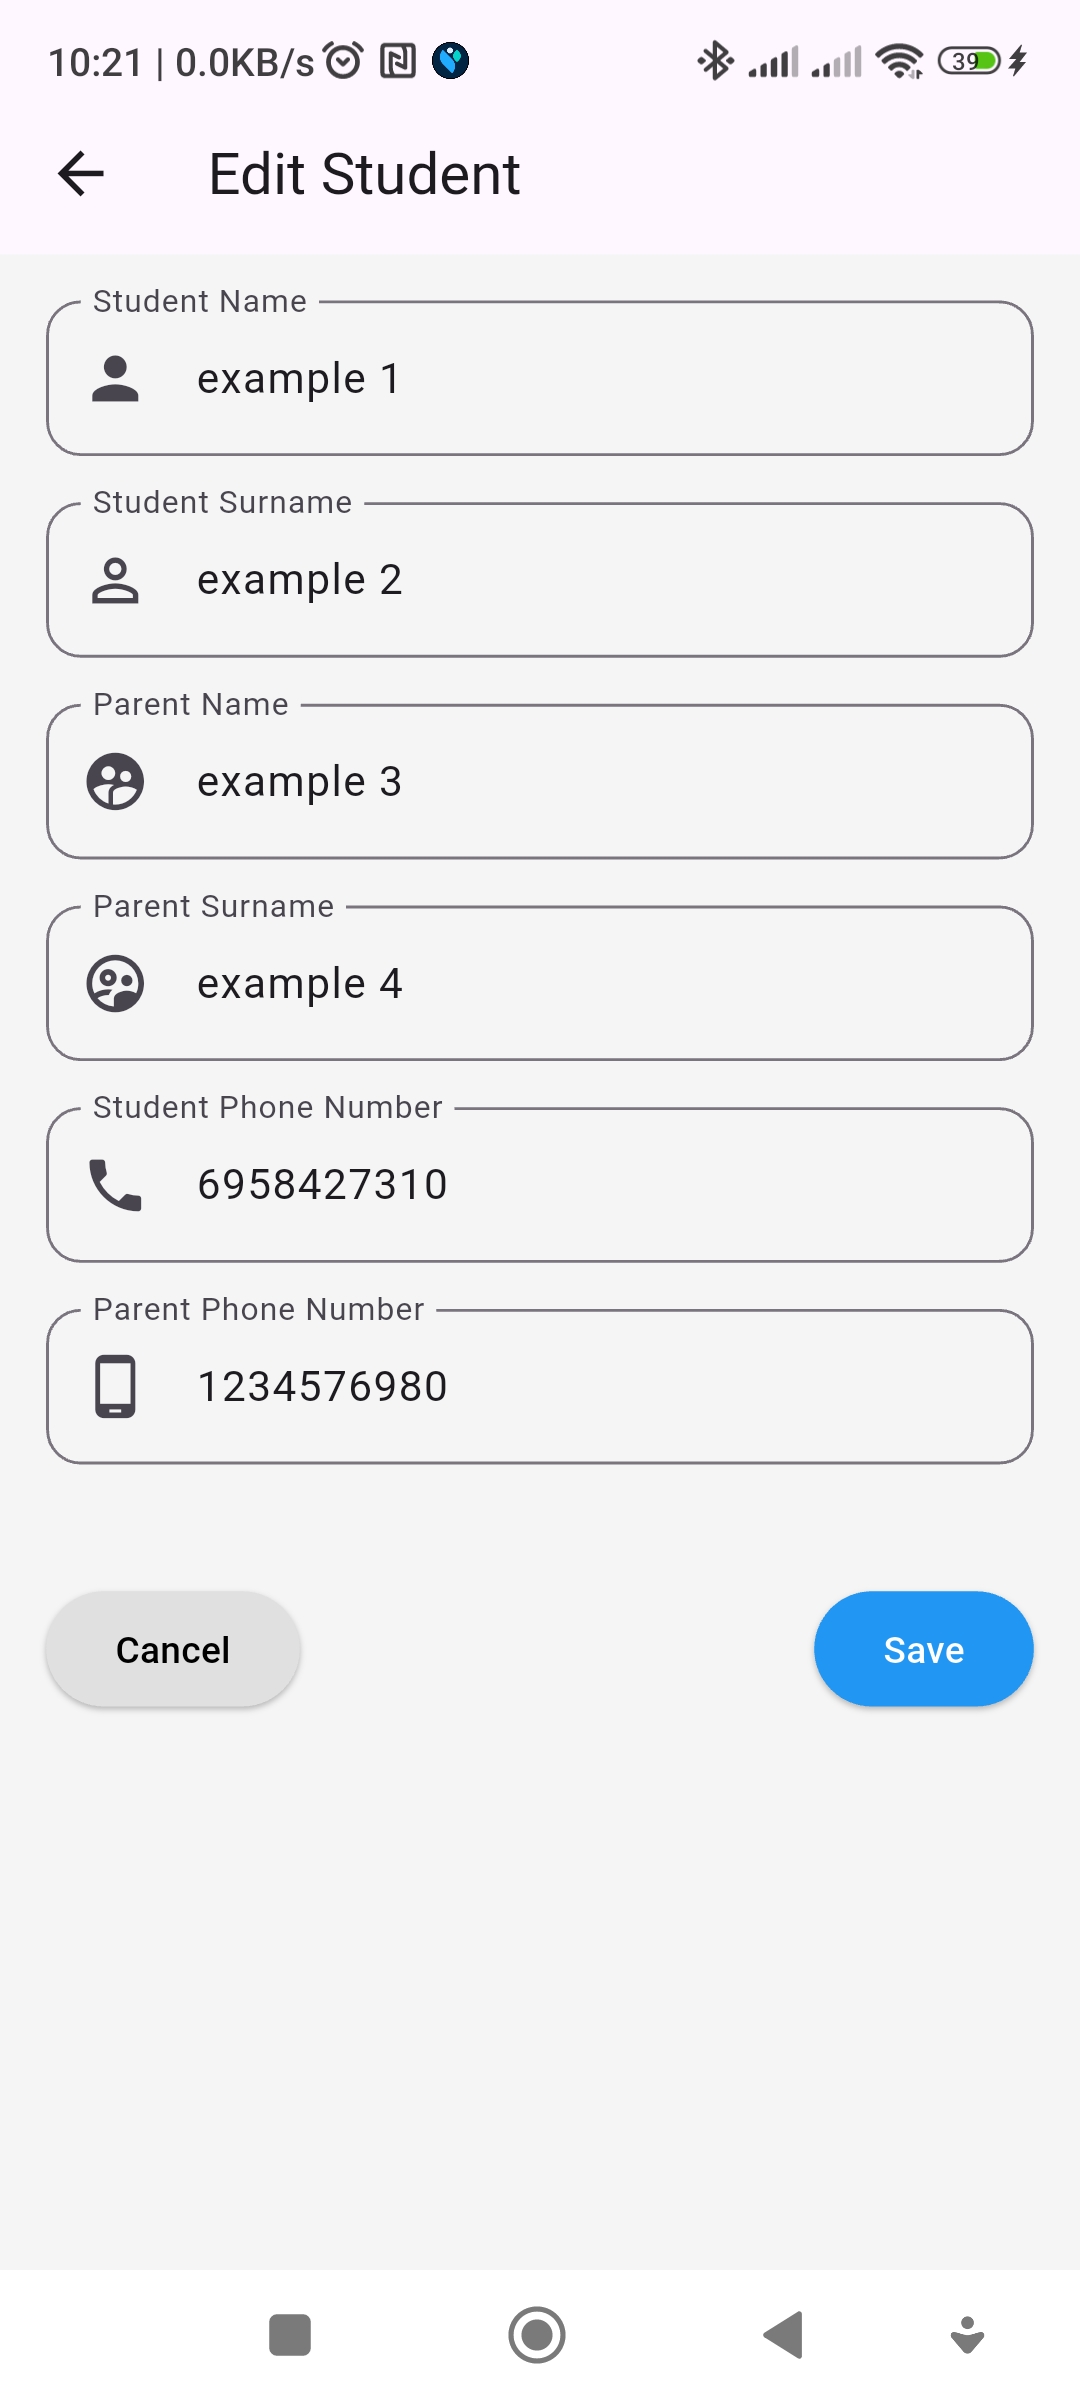 10:21 | 0.0KB/s 39
Edit Student
Student Name
example 1
Student Surname
example 2
Parent Name
example 3
Parent Surname
example 4
Student Phone Number
6958427310
Parent Phone Number
1234576980
Cancel Save